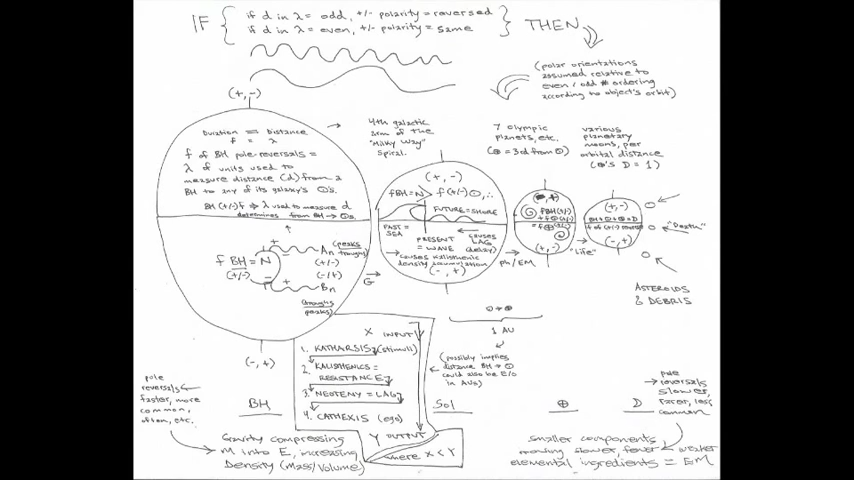 IF { if d in λ = odd, +/- polarity = reversed
if d in λ = even, +/- polarity = same } THEN
(polar orientations
assumed relative to
even/odd # ordering
according to object's orbit)
(+,-)
Duration == Distance
f = λ
f of BH pole-reversals =
λ of units used to
measure distance (d) from a
BH to any of its galaxy's ⊙s.
BH (+/-) f ⇒ λ used to measure d
determines from BH → ⊙s.
4th galactic
arm of the
"Milky Way"
Spiral.
7 Olympic
planets, etc.
(⊕ = 3rd from ⊙)
various
planetary
moons, per
orbital distance
(⊕'s D = 1)
f BH = N
(+/-)
An (peaks
troughs)
(+/-)
(-/+)
Bn
(troughs
peaks)
G
(-,+)
(+,-)
fBH=N > f(+/-)⊙, ∴
FUTURE = SHORE
PAST =
SEA
PRESENT
= WAVE
CAUSES
LAG
(delay)
→ causes kalisthenic
density accumulation
(-,+)
ph/EM
(+,-)
"Life"
(+,-)
BH+⊙+⊕=D
(-,+)
"Death"
ASTEROIDS
& DEBRIS
⊙→⊕
1 AU
(possibly implies
distance BH → ⊙
could also be E/O
in AUs)
X INPUT
1. KATHARSIS (stimuli)
2. KALISHENICS =
RESISTANCE
3. NEOTENY = LAG
4. CATHEXIS (ego)
Y OUTPUT
where X < Y
pole
reversals
faster, more
common,
often, etc.
BH
Sol
⊕
D
pole
reversals
slower,
rarer, less
common
Gravity compressing
M into E, increasing
Density (Mass/Volume)
smaller components
moving slower, fewer weaker
elemental ingredients = EM